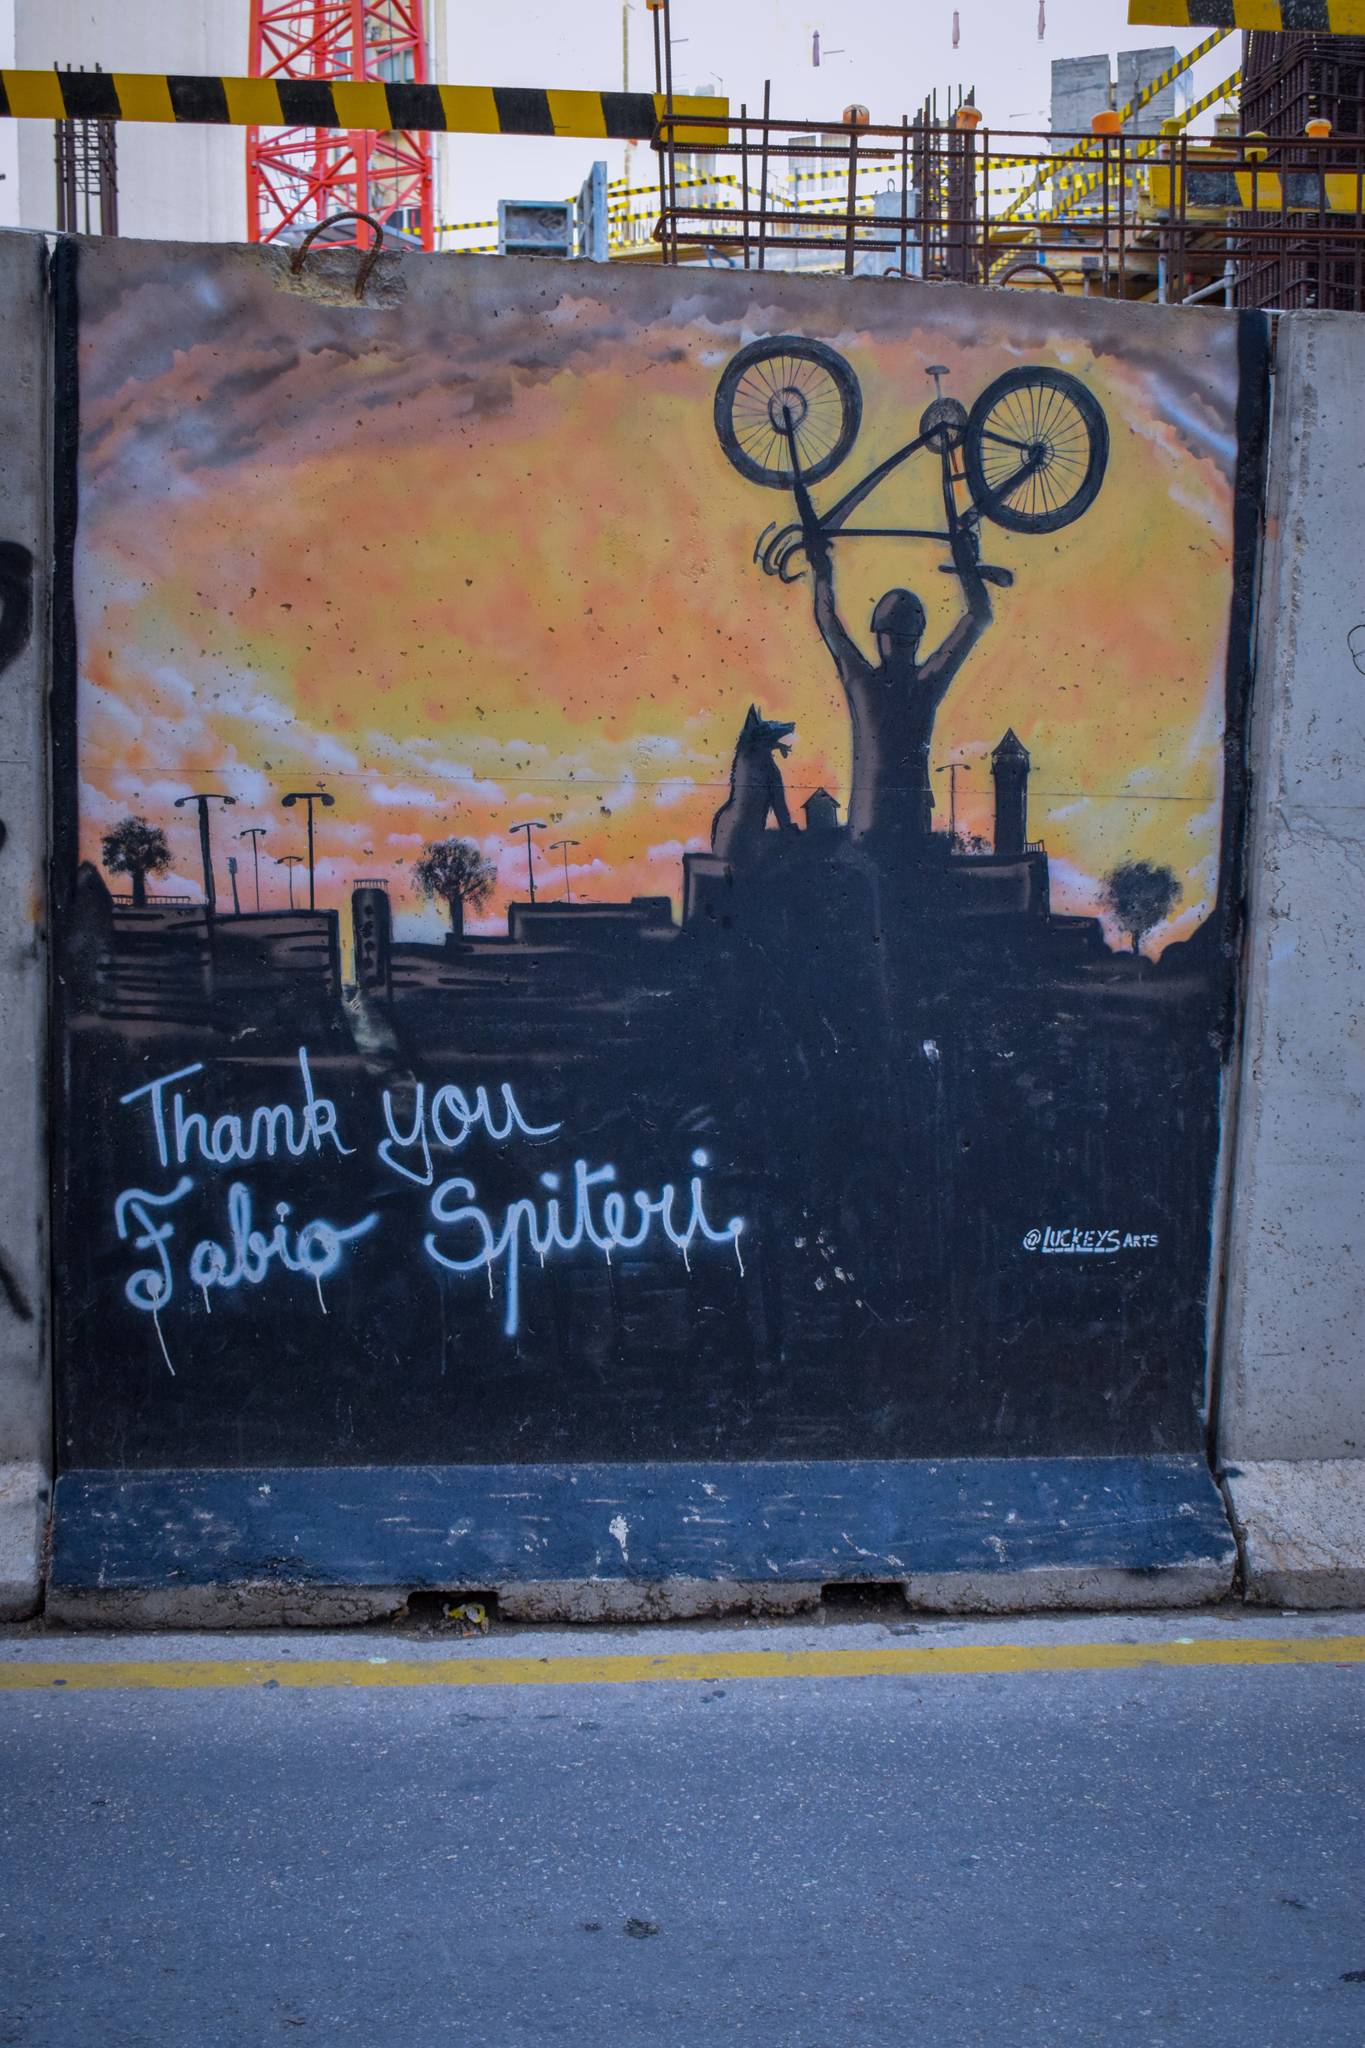 Thank you
Fabio Spiteri
@LUCKEYS ARTS